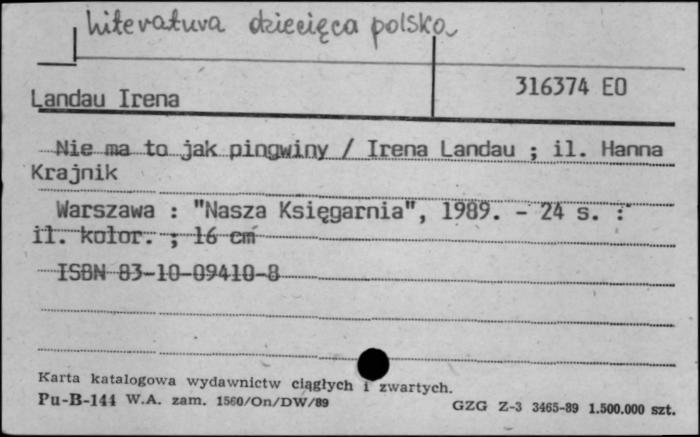 Literatura dziecięca polska
316374 EO
Landau Irena
Nie ma to jak pingwiny / Irena Landau ; il. Hanna
Krajnik
Warszawa : "Nasza Księgarnia", 1989. - 24 s. :
il. kolor. ; 16 cm
ISBN 83-10-09410-8
Karta katalogowa wydawnictw ciągłych i zwartych.
Pu-B-144 W.A. zam. 1560/On/DW/89
GZG Z-3 3465-89 1.500.000 szt.